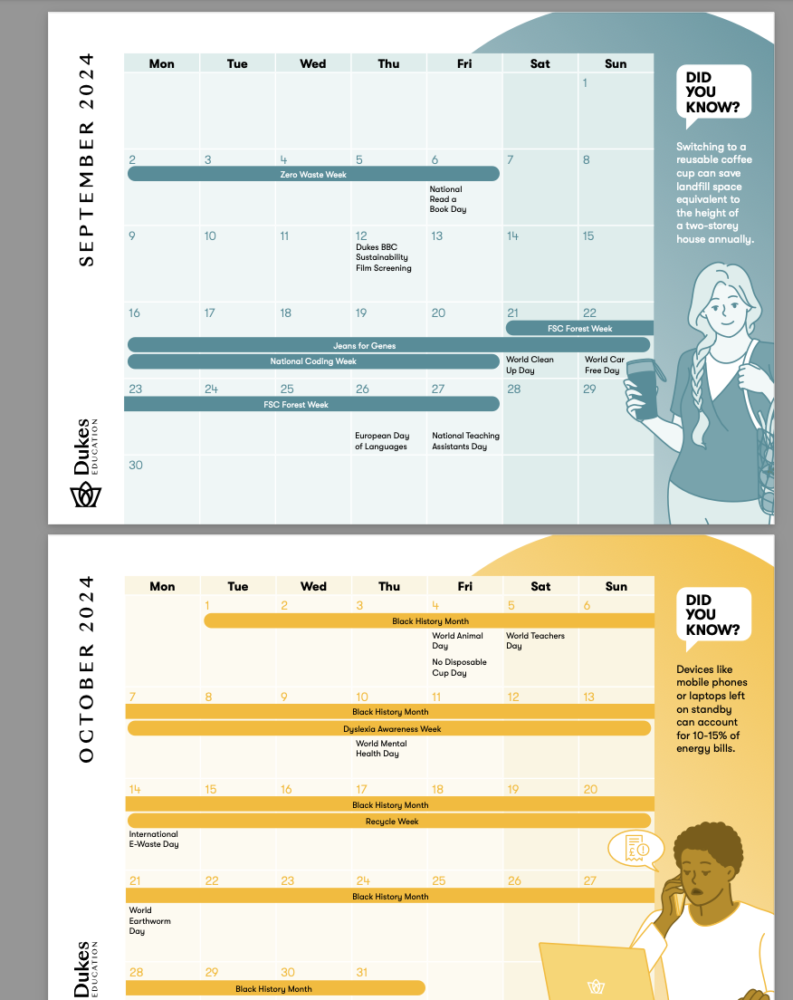 SEPTEMBER 2024
Mon Tue Wed Thu Fri Sat Sun
1
2 3 4 5 6 7 8
Zero Waste Week
National
Read a
Book Day
9 10 11 12 13 14 15
Dukes BBC
Sustainability
Film Screening
16 17 18 19 20 21 22
FSC Forest Week
Jeans for Genes
National Coding Week
World Clean
Up Day
World Car
Free Day
23 24 25 26 27 28 29
FSC Forest Week
European Day
of Languages
National Teaching
Assistants Day
30
DID
YOU
KNOW?
Switching to a
reusable coffee
cup can save
landfill space
equivalent to
the height of
a two-storey
house annually.
Dukes
EDUCATION
OCTOBER 2024
Mon Tue Wed Thu Fri Sat Sun
1 2 3 4 5 6
Black History Month
World Animal
Day
No Disposable
Cup Day
World Teachers
Day
7 8 9 10 11 12 13
Black History Month
Dyslexia Awareness Week
World Mental
Health Day
14 15 16 17 18 19 20
Black History Month
Recycle Week
International
E-Waste Day
21 22 23 24 25 26 27
Black History Month
World
Earthworm
Day
28 29 30 31
Black History Month
DID
YOU
KNOW?
Devices like
mobile phones
or laptops left
on standby
can account
for 10-15% of
energy bills.
£ !
Dukes
EDUCATION